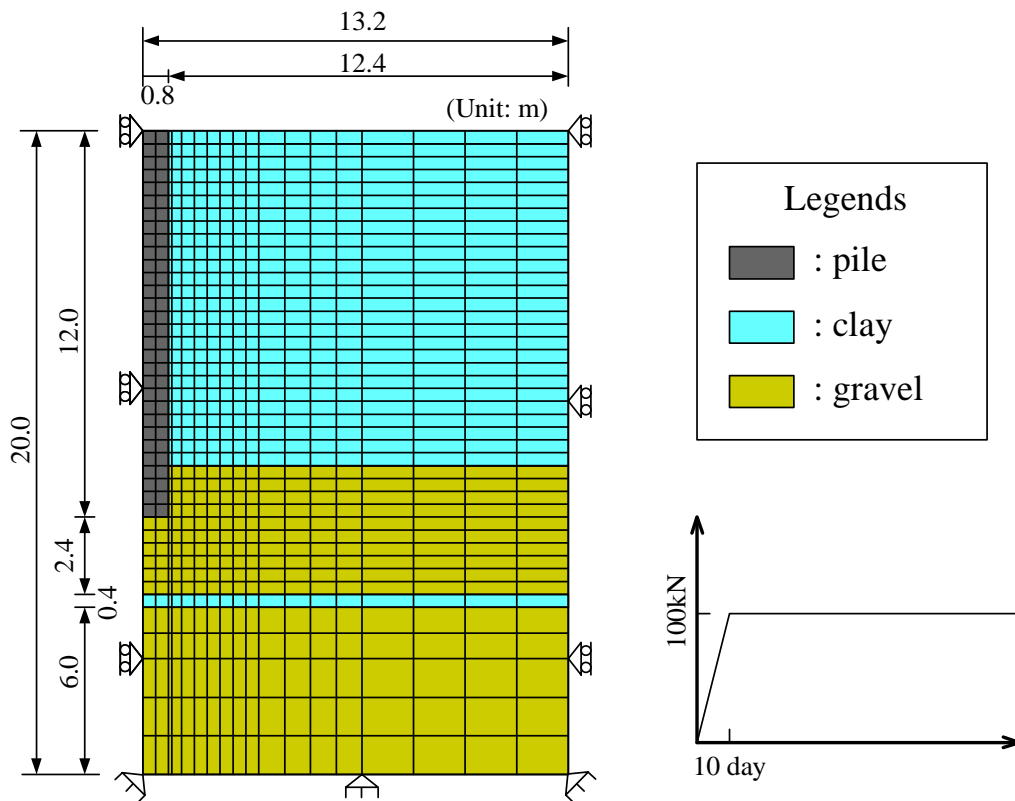 13.2
12.4
0.8
(Unit: m)
20.0
12.0
2.4
0.4
6.0
Legends
: pile
: clay
: gravel
100kN
10 day